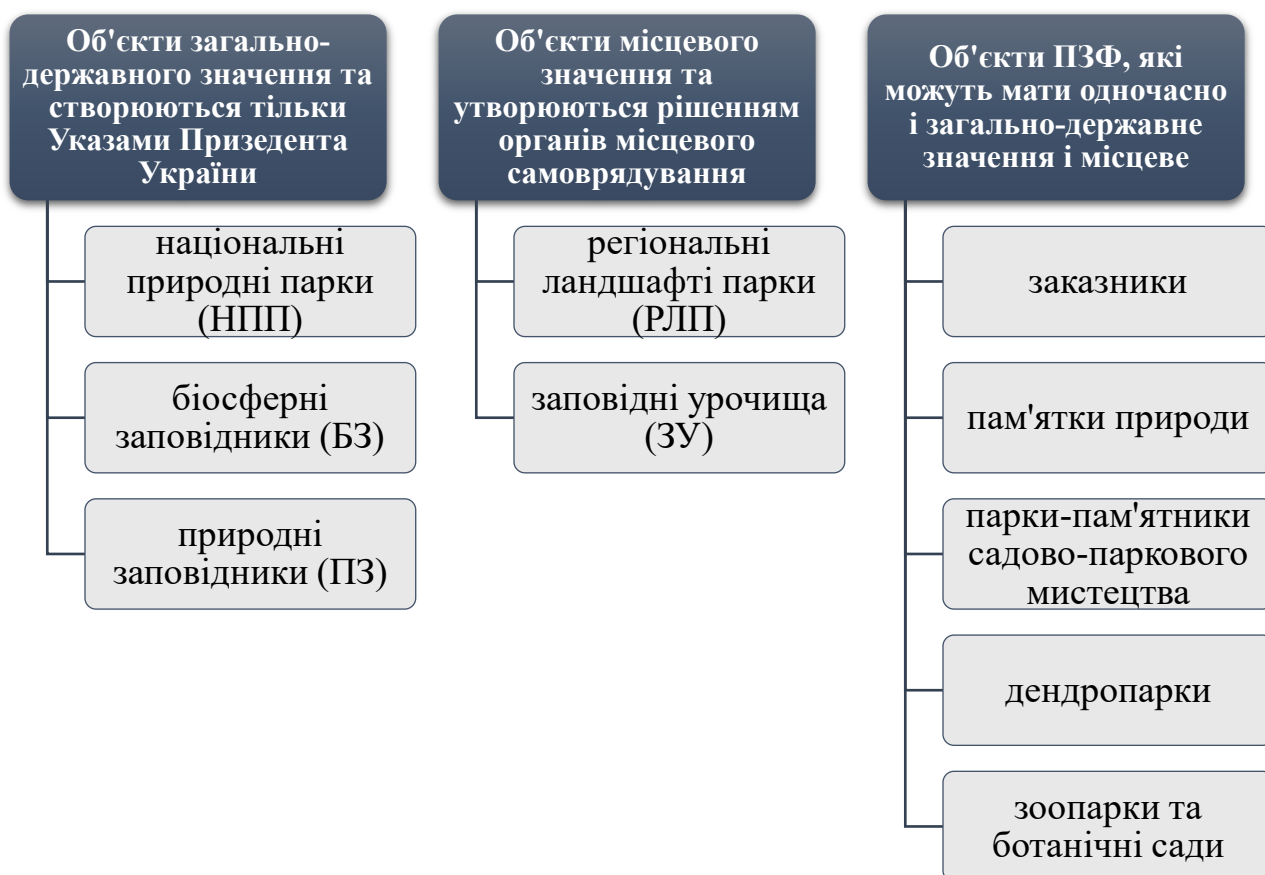 Об'єкти загально-
державного значення та
створюються тільки
Указами Призедента
України
національні
природні парки
(НПП)
біосферні
заповідники (БЗ)
природні
заповідники (ПЗ)
Об'єкти місцевого
значення та
утворюються рішенням
органів місцевого
самоврядування
регіональні
ландшафті парки
(РЛП)
заповідні урочища
(ЗУ)
Об'єкти ПЗФ, які
можуть мати одночасно
і загально-державне
значення і місцеве
заказники
пам'ятки природи
парки-пам'ятники
садово-паркового
мистецтва
дендропарки
зоопарки та
ботанічні сади